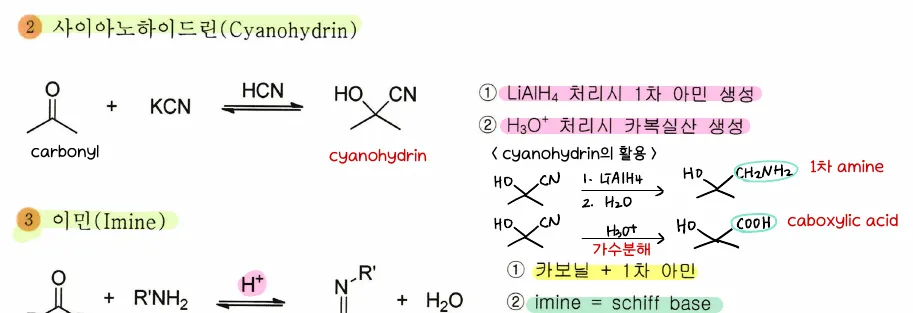 2 사이아노하이드린(Cyanohydrin)
O + KCN HCN HO CN
carbonyl
cyanohydrin
① LiAlH4 처리시 1차 아민 생성
② H3O+ 처리시 카복실산 생성
< cyanohydrin의 활용 >
HO CN 1. LiAlH4 2. H2O HO CH2NH2 1차 amine
HO CN H3O+ 가수분해 HO COOH caboxylic acid
3 이민(Imine)
+ R'NH2 H+ N R' + H2O
① 카보닐 + 1차 아민
② imine = schiff base